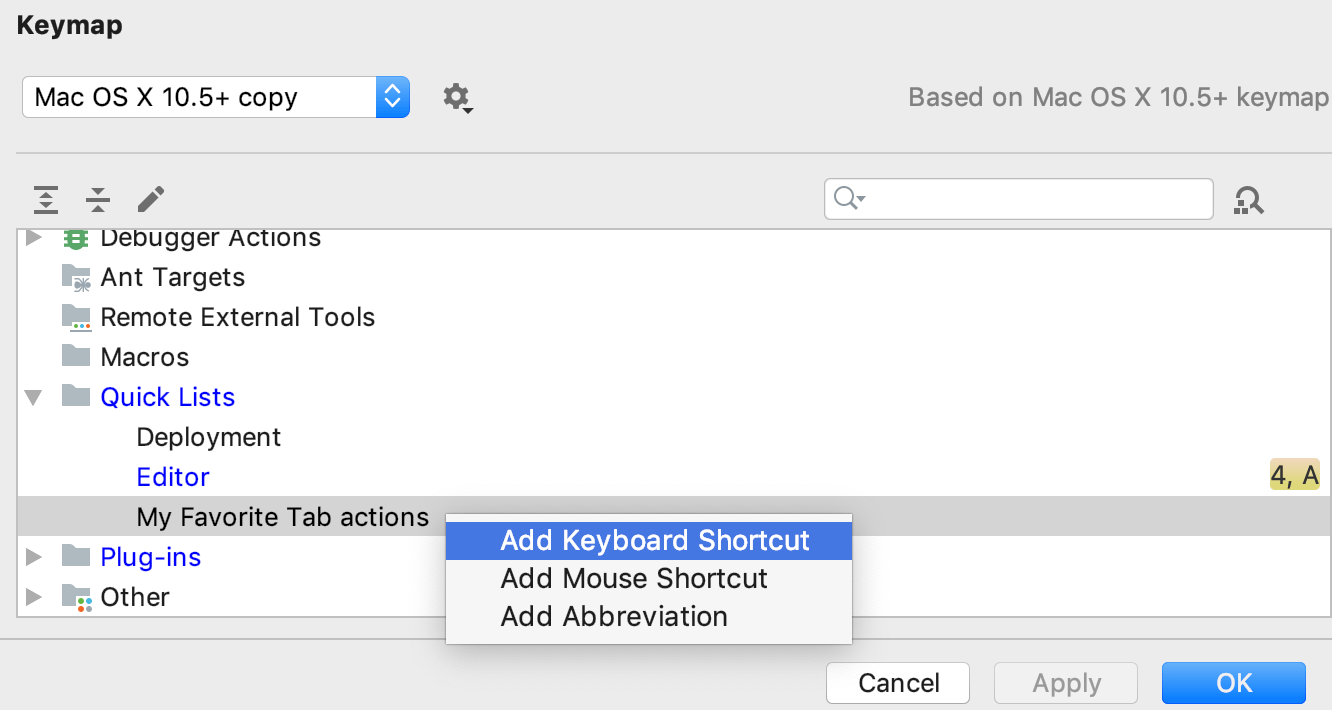 Keymap
Mac OS X 10.5+ copy
Based on Mac OS X 10.5+ keymap
Debugger Actions
Ant Targets
Remote External Tools
Macros
Quick Lists
Deployment
Editor
4, A
My Favorite Tab actions
Add Keyboard Shortcut
Plug-ins
Add Mouse Shortcut
Other
Add Abbreviation
Cancel
Apply
OK